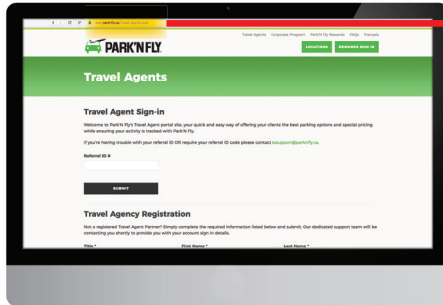 www.parknfly.ca/
Travel Agents Corporate Program Park'N Fly Rewards FAQs Français
PARK'N FLY
LOCATIONS REWARDS SIGN IN
Travel Agents
Travel Agent Sign-in
Welcome to Park'N Fly's Travel Agent portal site, your quick and easy way of offering your clients the best parking options and special pricing
while ensuring your activity is tracked with Park'N Fly.
If you're having trouble with your referral ID OR require your referral ID code please contact
Referral ID #
SUBMIT
Travel Agency Registration
Not a registered Travel Agent Partner? Simply complete the required information listed below and submit. Our dedicated support team will be
contacting you shortly to provide you with your account sign in details.
Title * First Name * Last Name *